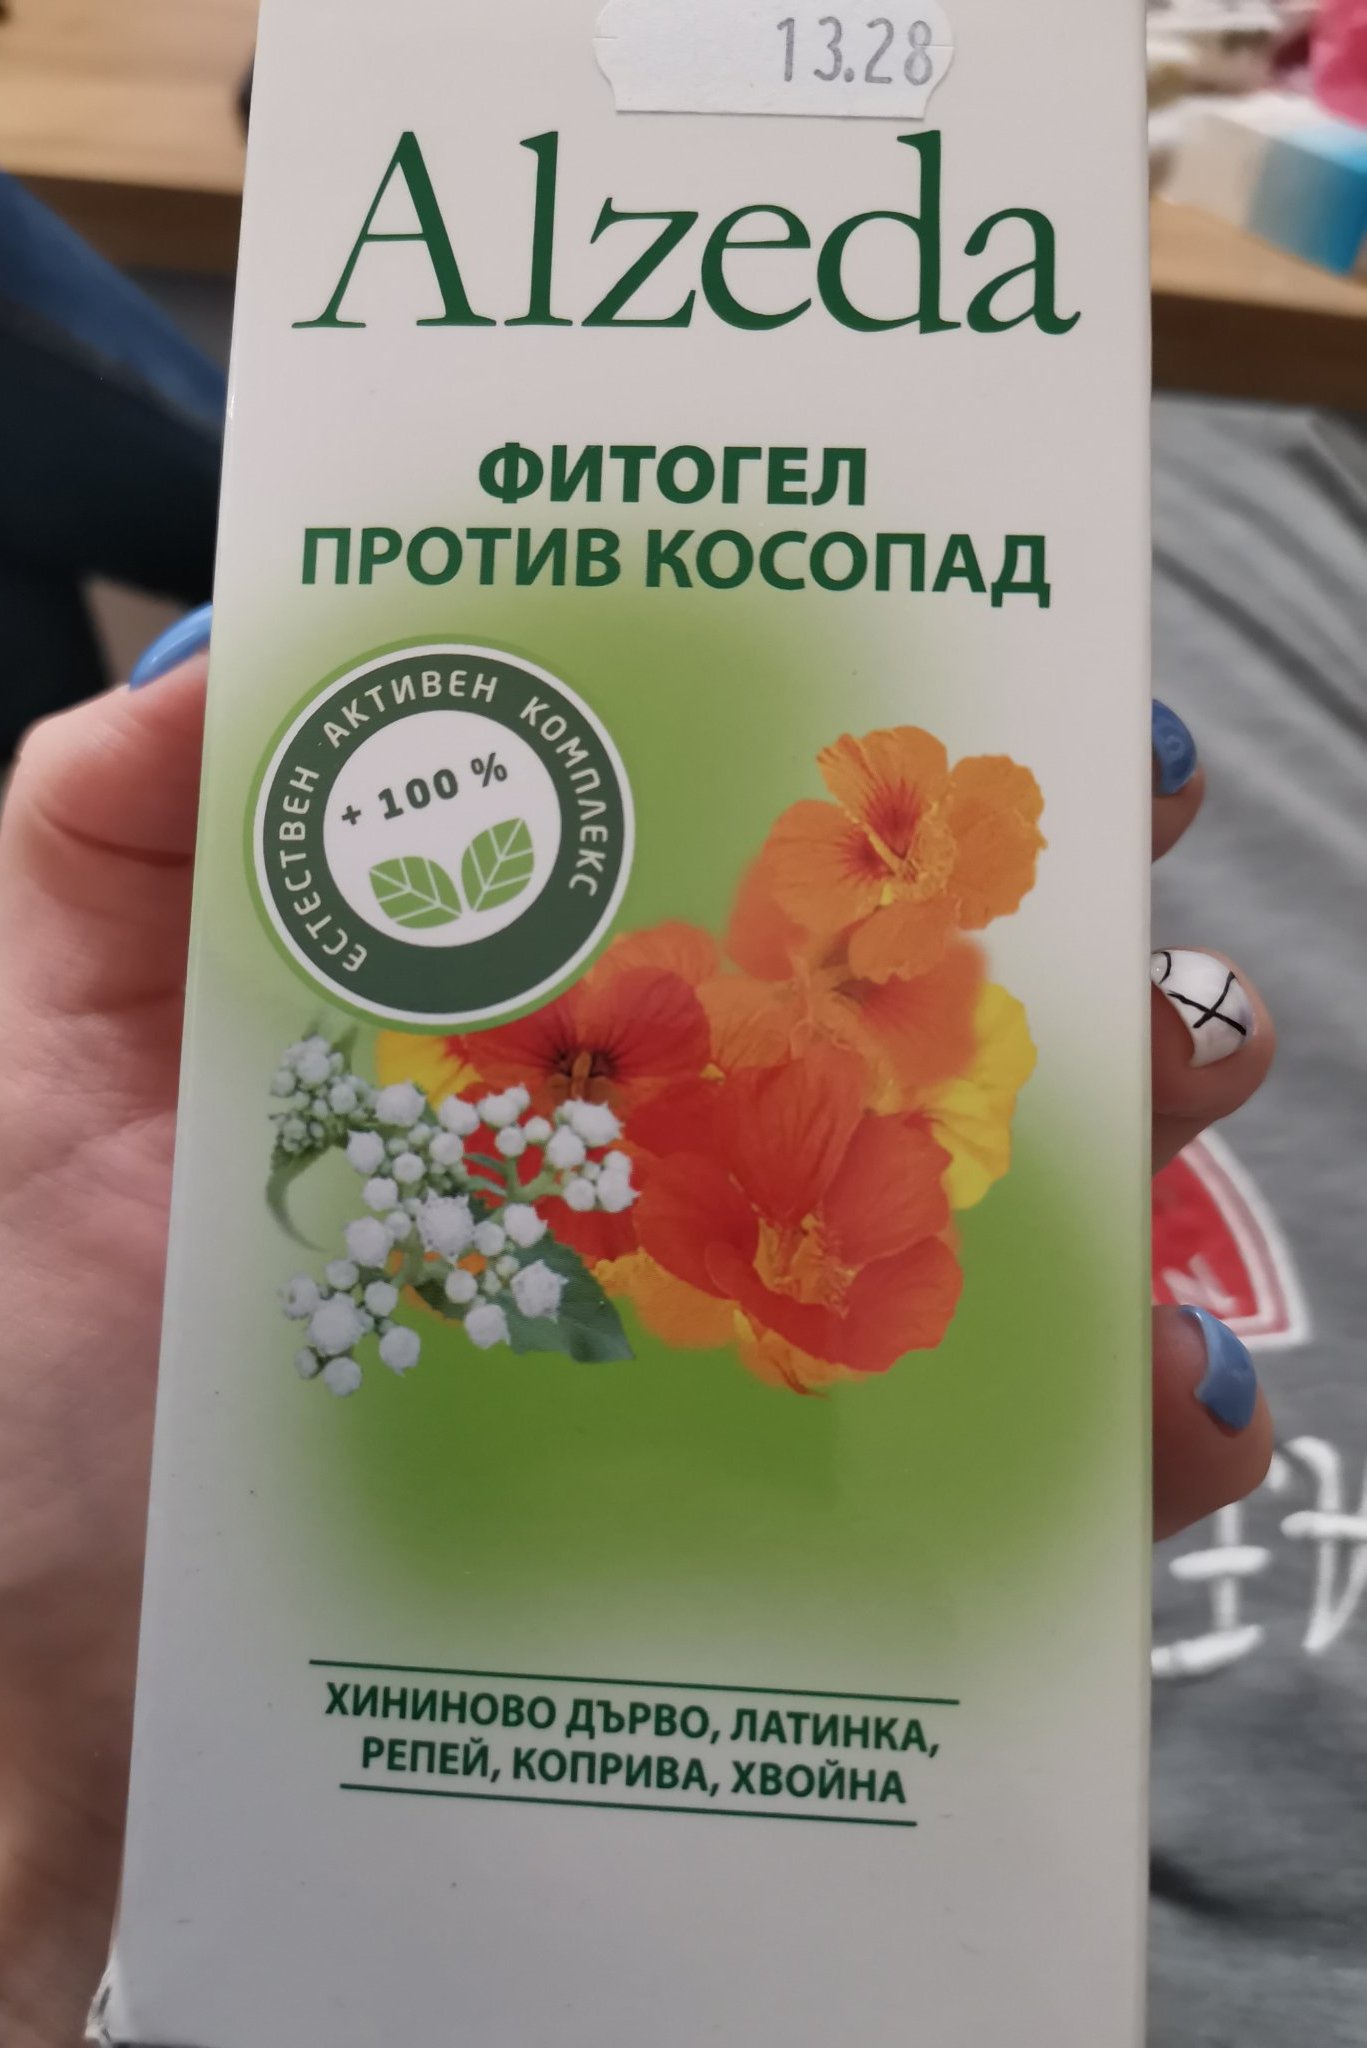 13.28
Alzeda
ФИТОГЕЛ
ПРОТИВ КОСОПАД
ЕСТЕСТВЕН АКТИВЕН КОМПЛЕКС
+ 100 %
ХИНИНОВО ДЪРВО, ЛАТИНКА,
РЕПЕЙ, КОПРИВА, ХВОЙНА